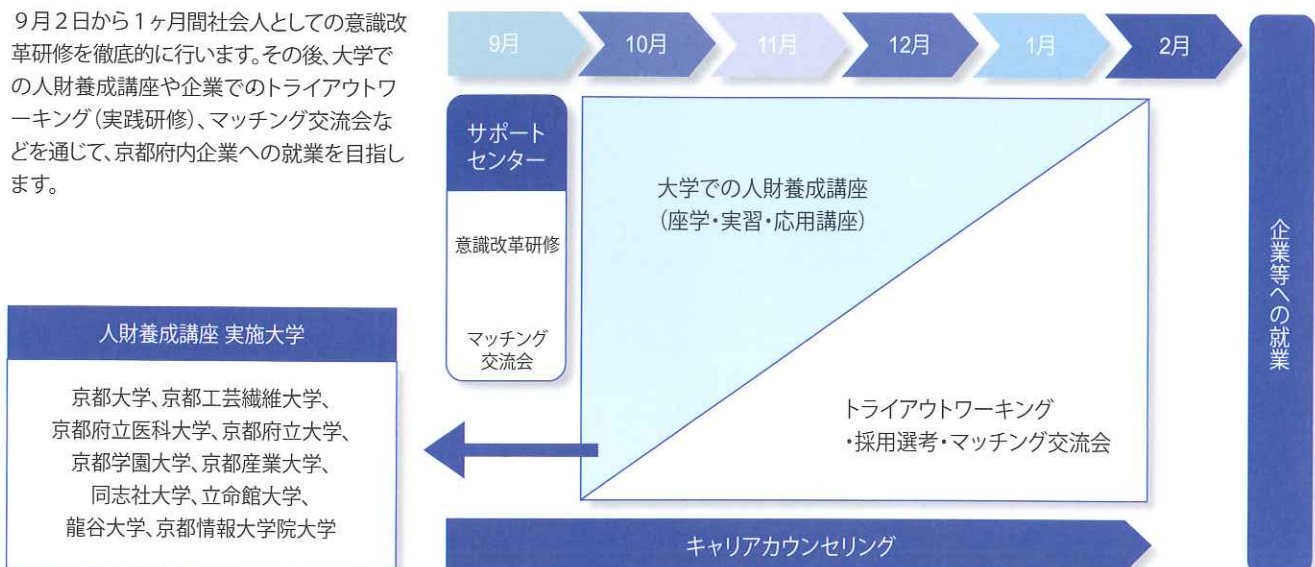 ９月２日から１ヶ月間社会人としての意識改
革研修を徹底的に行います。その後、大学で
の人財養成講座や企業でのトライアウトワ
ーキング（実践研修）、マッチング交流会な
どを通じて、京都府内企業への就業を目指し
ます。
9月
10月
11月
12月
1月
2月
サポート
センター
意識改革研修
マッチング
交流会
大学での人財養成講座
（座学・実習・応用講座）
トライアウトワーキング
・採用選考・マッチング交流会
企業等への就業
人財養成講座 実施大学
京都大学、京都工芸繊維大学、
京都府立医科大学、京都府立大学、
京都学園大学、京都産業大学、
同志社大学、立命館大学、
龍谷大学、京都情報大学院大学
キャリアカウンセリング